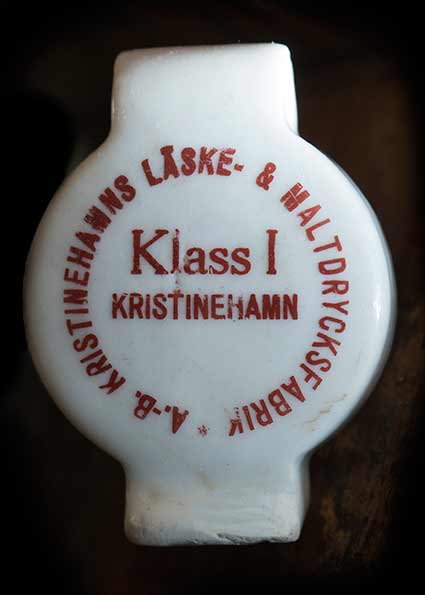 A.-B. KRISTINEHAMNS LÄSKE- & MALTDRYCKSFABRIK
Klass I
KRISTINEHAMN